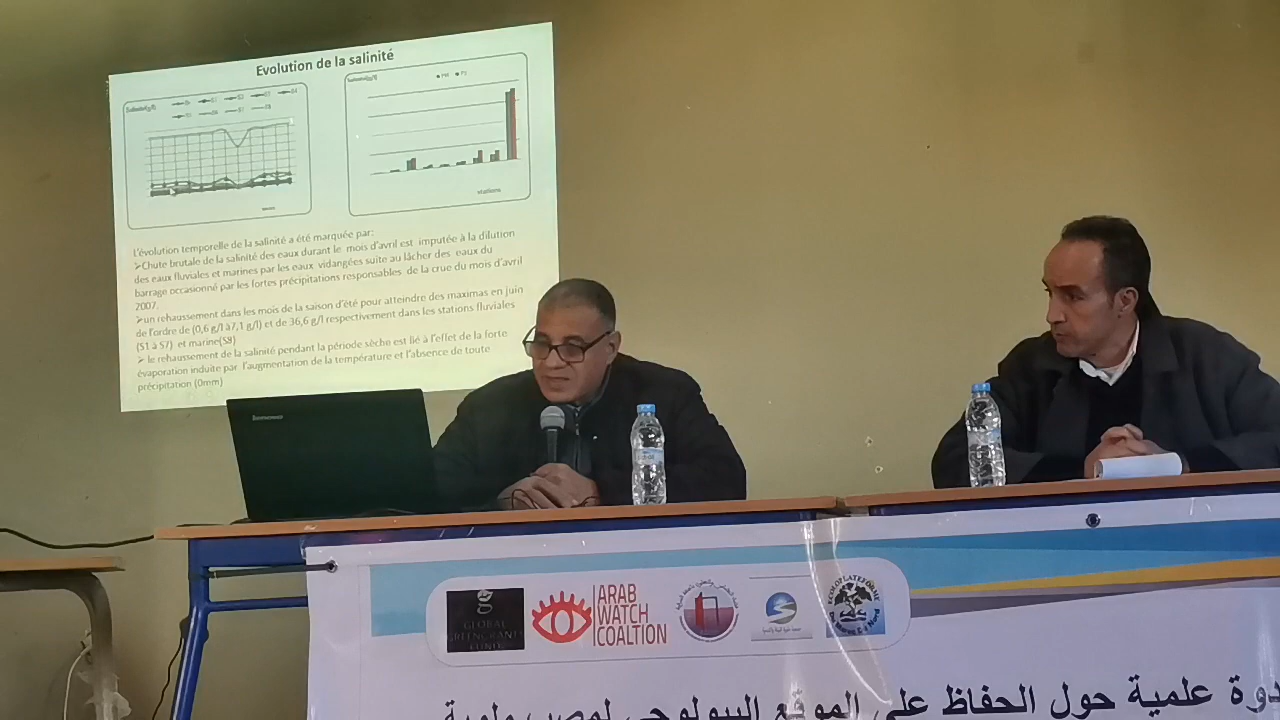 Evolution de la salinité
Salinité(g/l)
stations
L'évolution temporelle de la salinité a été marquée par:
➢Chute brutale de la salinité des eaux durant le mois d'avril est imputée à la dilution
des eaux fluviales et marines par les eaux vidangées suite au lâcher des eaux du
barrage occasionné par les fortes précipitations responsables de la crue du mois d'avril
2007.
➢un rehaussement dans les mois de la saison d'été pour atteindre des maximas en juin
de l'ordre de (0,6 g/l à7,1 g/l) et de 36,6 g/l respectivement dans les stations fluviales
(S1 à S7) et marine(S8)
➢ le rehaussement de la salinité pendant la période sèche est lié à l'effet de la forte
évaporation induite par l'augmentation de la température et l'absence de toute
précipitation (0mm)
lenovo
GLOBAL
GREENGRANTS
FUND
ARAB
WATCH
COALTION
دوة علمية حول الحفاظ على الموقع البيولوجي لمصب ملوية